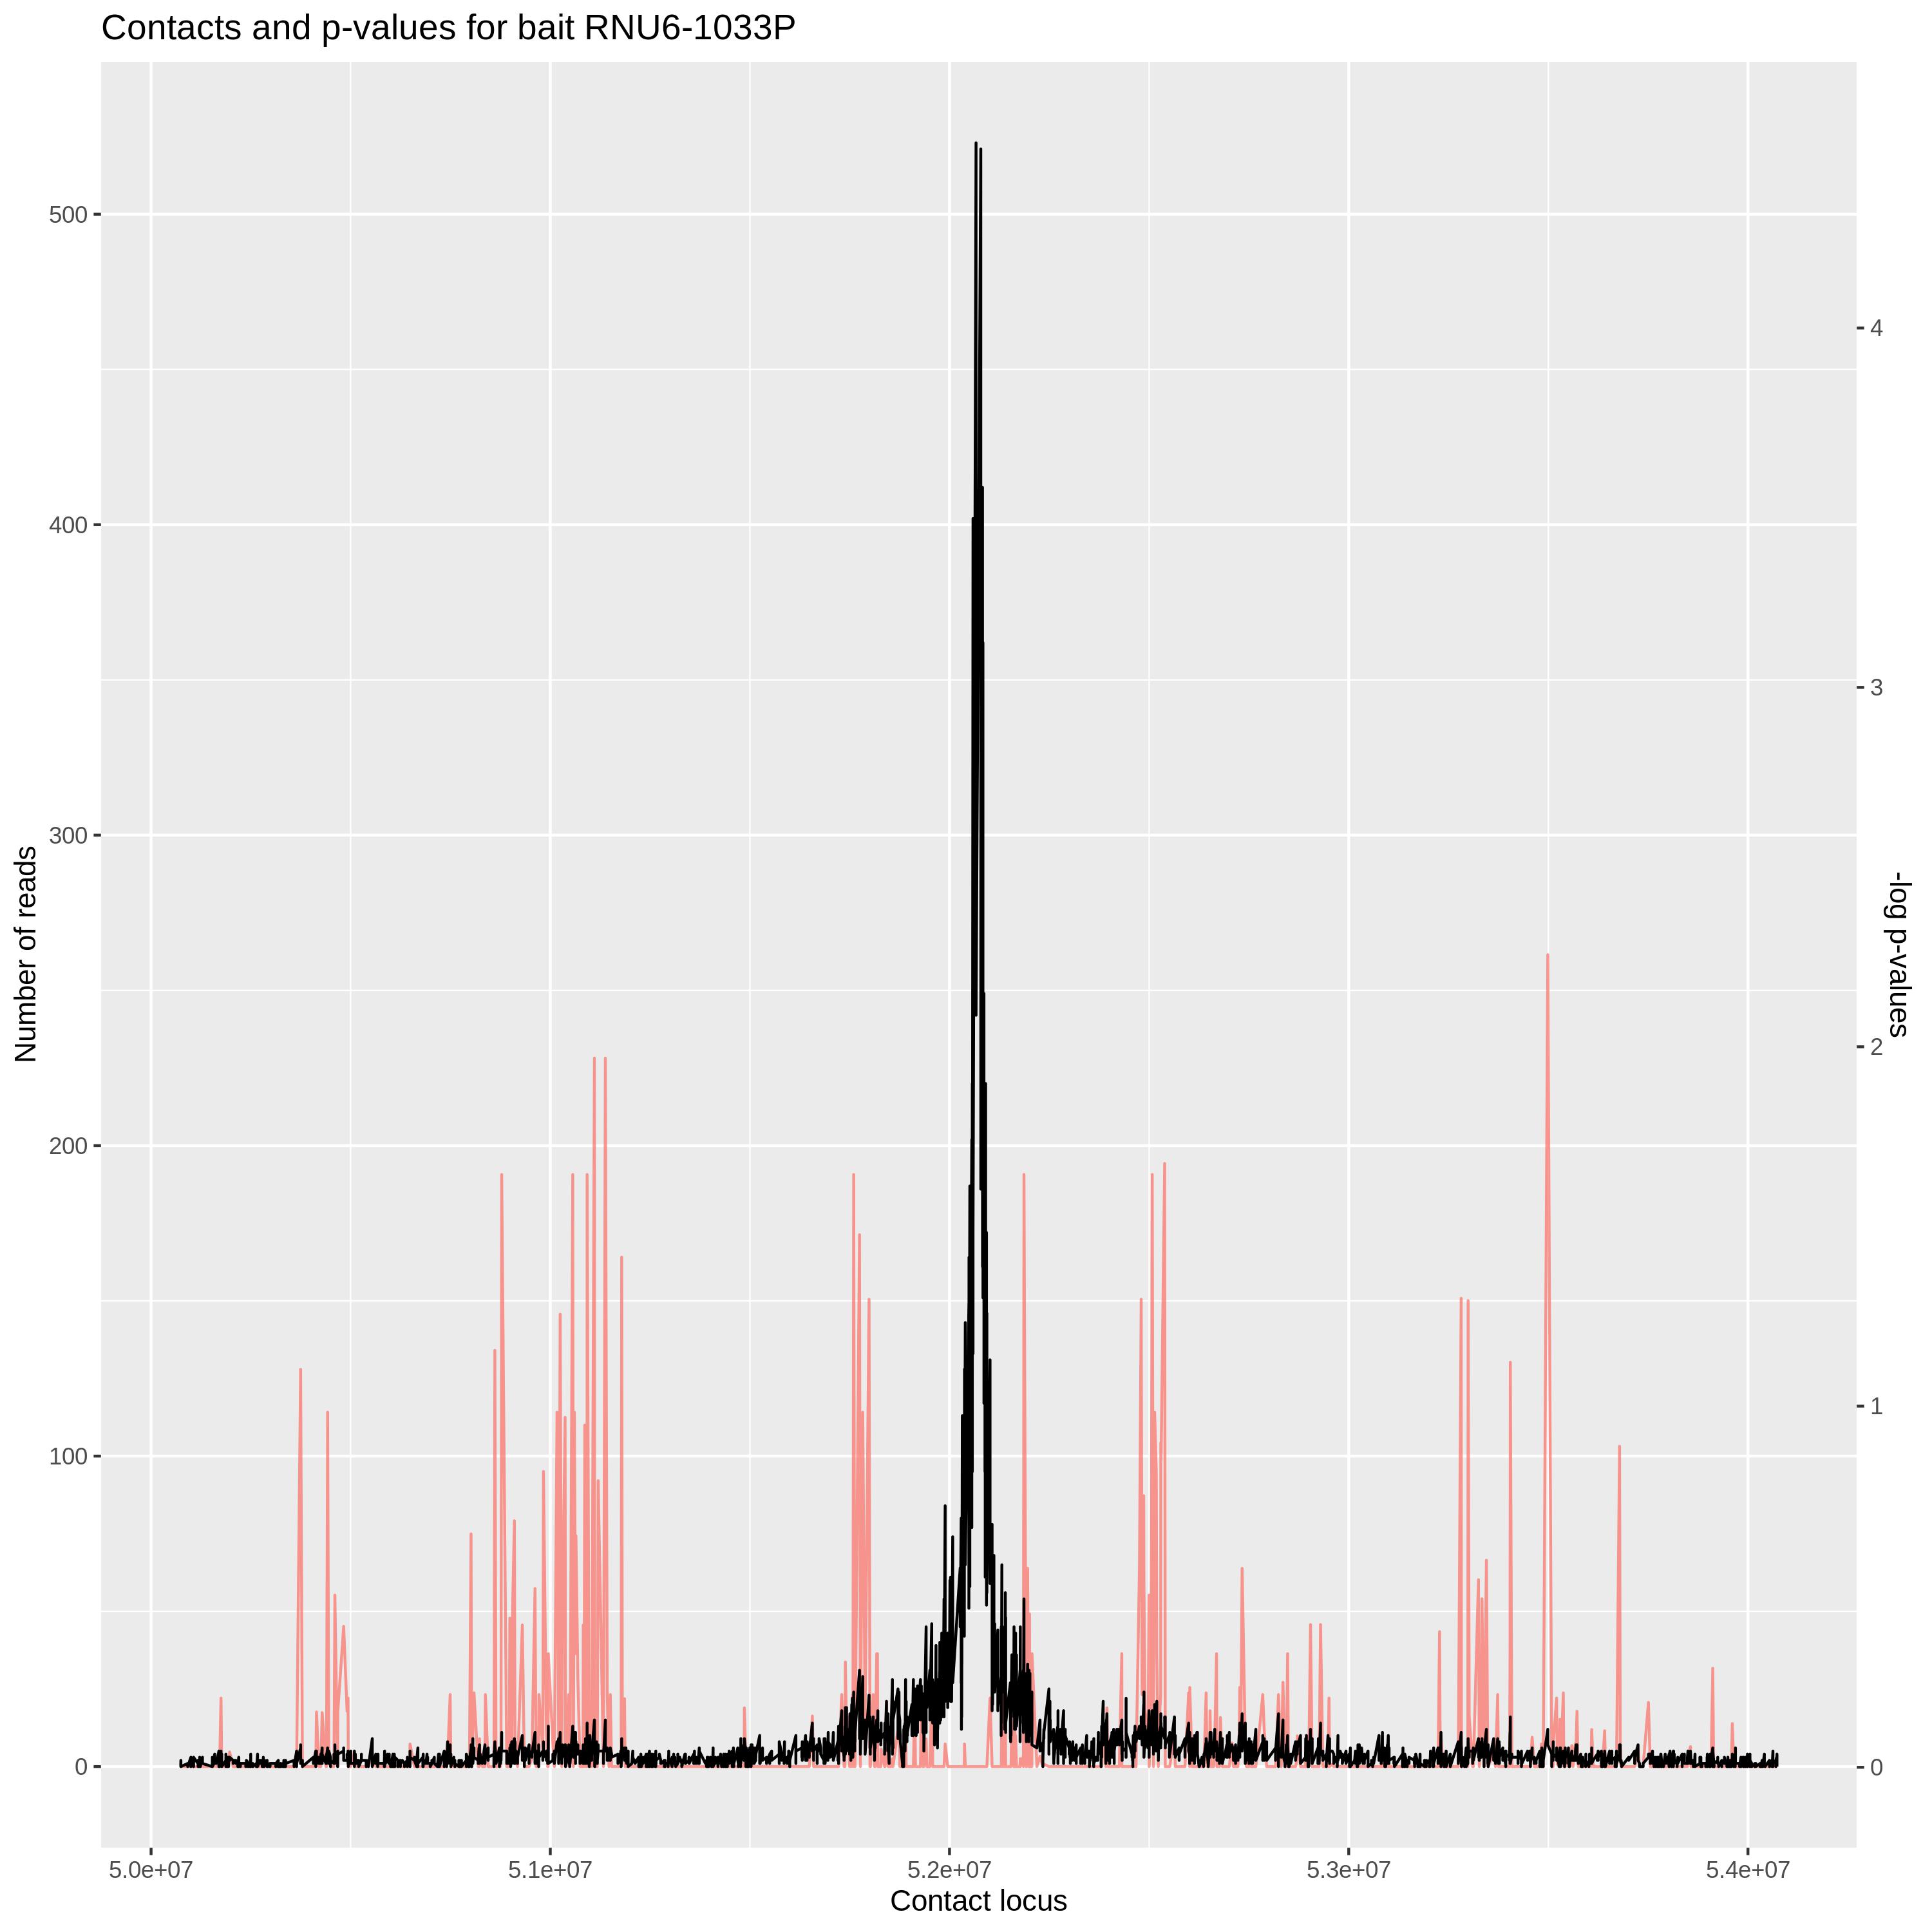 Contacts and p-values for bait RNU6-1033P
Number of reads
500
400
300
200
100
0
4
3
2
1
0
-log p-values
5.0e+07
5.1e+07
5.2e+07
5.3e+07
5.4e+07
Contact locus